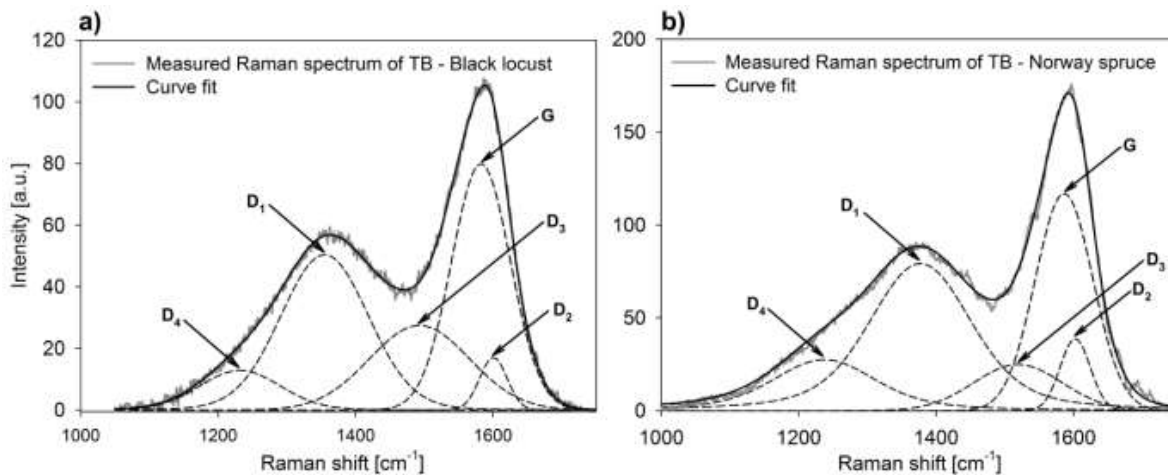 a)
120
100
80
60
40
20
0
Intensity [a.u.]
Measured Raman spectrum of TB - Black locust
Curve fit
G
D1
D3
D4
D2
1000 1200 1400 1600
Raman shift [cm-1]
b)
200
150
100
50
0
Measured Raman spectrum of TB - Norway spruce
Curve fit
G
D1
D3
D2
D4
1000 1200 1400 1600
Raman shift [cm-1]